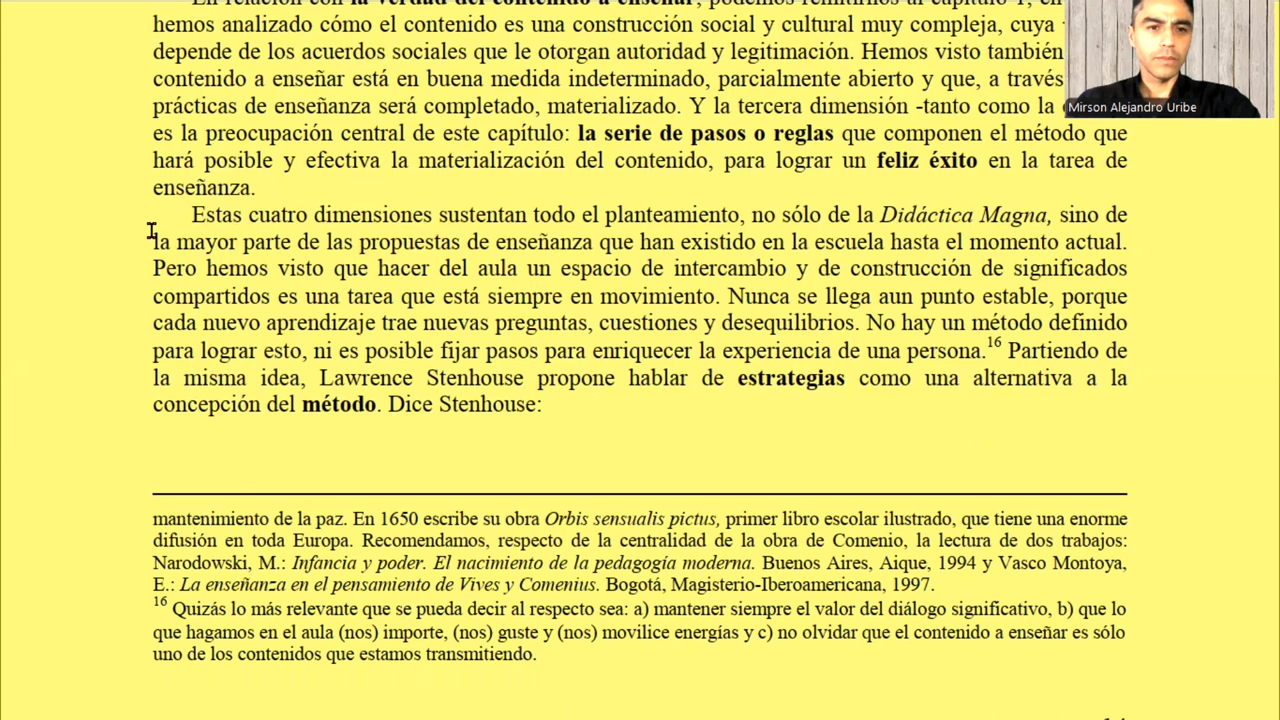 En relación con la verdad del contenido a enseñar, podemos remitirnos al capítulo 1, en
hemos analizado cómo el contenido es una construcción social y cultural muy compleja, cuya
depende de los acuerdos sociales que le otorgan autoridad y legitimación. Hemos visto también
contenido a enseñar está en buena medida indeterminado, parcialmente abierto y que, a través
prácticas de enseñanza será completado, materializado. Y la tercera dimensión -tanto como la
es la preocupación central de este capítulo: la serie de pasos o reglas que componen el método que
hará posible y efectiva la materialización del contenido, para lograr un feliz éxito en la tarea de
enseñanza.
Estas cuatro dimensiones sustentan todo el planteamiento, no sólo de la Didáctica Magna, sino de
la mayor parte de las propuestas de enseñanza que han existido en la escuela hasta el momento actual.
Pero hemos visto que hacer del aula un espacio de intercambio y de construcción de significados
compartidos es una tarea que está siempre en movimiento. Nunca se llega aun punto estable, porque
cada nuevo aprendizaje trae nuevas preguntas, cuestiones y desequilibrios. No hay un método definido
para lograr esto, ni es posible fijar pasos para enriquecer la experiencia de una persona.16 Partiendo de
la misma idea, Lawrence Stenhouse propone hablar de estrategias como una alternativa a la
concepción del método. Dice Stenhouse:
mantenimiento de la paz. En 1650 escribe su obra Orbis sensualis pictus, primer libro escolar ilustrado, que tiene una enorme
difusión en toda Europa. Recomendamos, respecto de la centralidad de la obra de Comenio, la lectura de dos trabajos:
Narodowski, M.: Infancia y poder. El nacimiento de la pedagogía moderna. Buenos Aires, Aique, 1994 y Vasco Montoya,
E.: La enseñanza en el pensamiento de Vives y Comenius. Bogotá, Magisterio-Iberoamericana, 1997.
16 Quizás lo más relevante que se pueda decir al respecto sea: a) mantener siempre el valor del diálogo significativo, b) que lo
que hagamos en el aula (nos) importe, (nos) guste y (nos) movilice energías y c) no olvidar que el contenido a enseñar es sólo
uno de los contenidos que estamos transmitiendo.
Mirson Alejandro Uribe